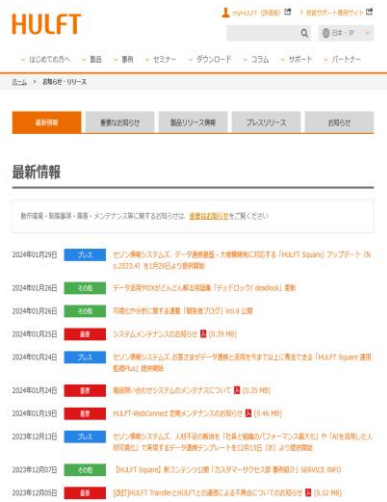 HULFT
myHULFT (評価版)
技術サポート専用サイト
日本 - JP
はじめての方へ 製品 事例 セミナー ダウンロード コラム サポート パートナー
ホーム > お知らせ・リリース
最新情報 重要なお知らせ 製品リリース情報 プレスリリース お知らせ
最新情報
動作環境・制限事項・障害・メンテナンス等に関するお知らせは、重要なお知らせをご覧ください
2024年01月29日 プレス セゾン情報システムズ、データ連携基盤・大規模開発に対応する「HULFT Square」アップデート（No.2023.4）を1月29日より提供開始
2024年01月26日 その他 データ活用やDXがどんどん解る用語集「デッドロック/ deadlock」更新
2024年01月26日 その他 可視化や分析に関する連載「開発者ブログ」Vol.8 公開
2024年01月25日 重要 システムメンテナンスのお知らせ (0.39 MB)
2024年01月24日 プレス セゾン情報システムズ、お客さまがデータ連携と活用を今まで以上に専念できる「HULFT Square 運用監視Plus」提供開始
2024年01月24日 重要 電話問い合わせシステムのメンテナンスについて (0.35 MB)
2024年01月19日 重要 HULFT-WebConnect 定期メンテナンスのお知らせ (0.46 MB)
2023年12月13日 プレス セゾン情報システムズ、人材不足の解消を「社員と組織のパフォーマンス最大化」や「AIを活用した人却可視化」で実現するデータ連携テンプレートを12月13日（水）より提供開始
2023年12月07日 その他 【HULFT Square】新コンテンツ公開「カスタマーサクセス部 事例紹介」SERVICE INFO
2023年12月05日 重要 [改訂]HULFT TransferとHULFTとの連携による不具合についてのお知らせ (0.52 MB)